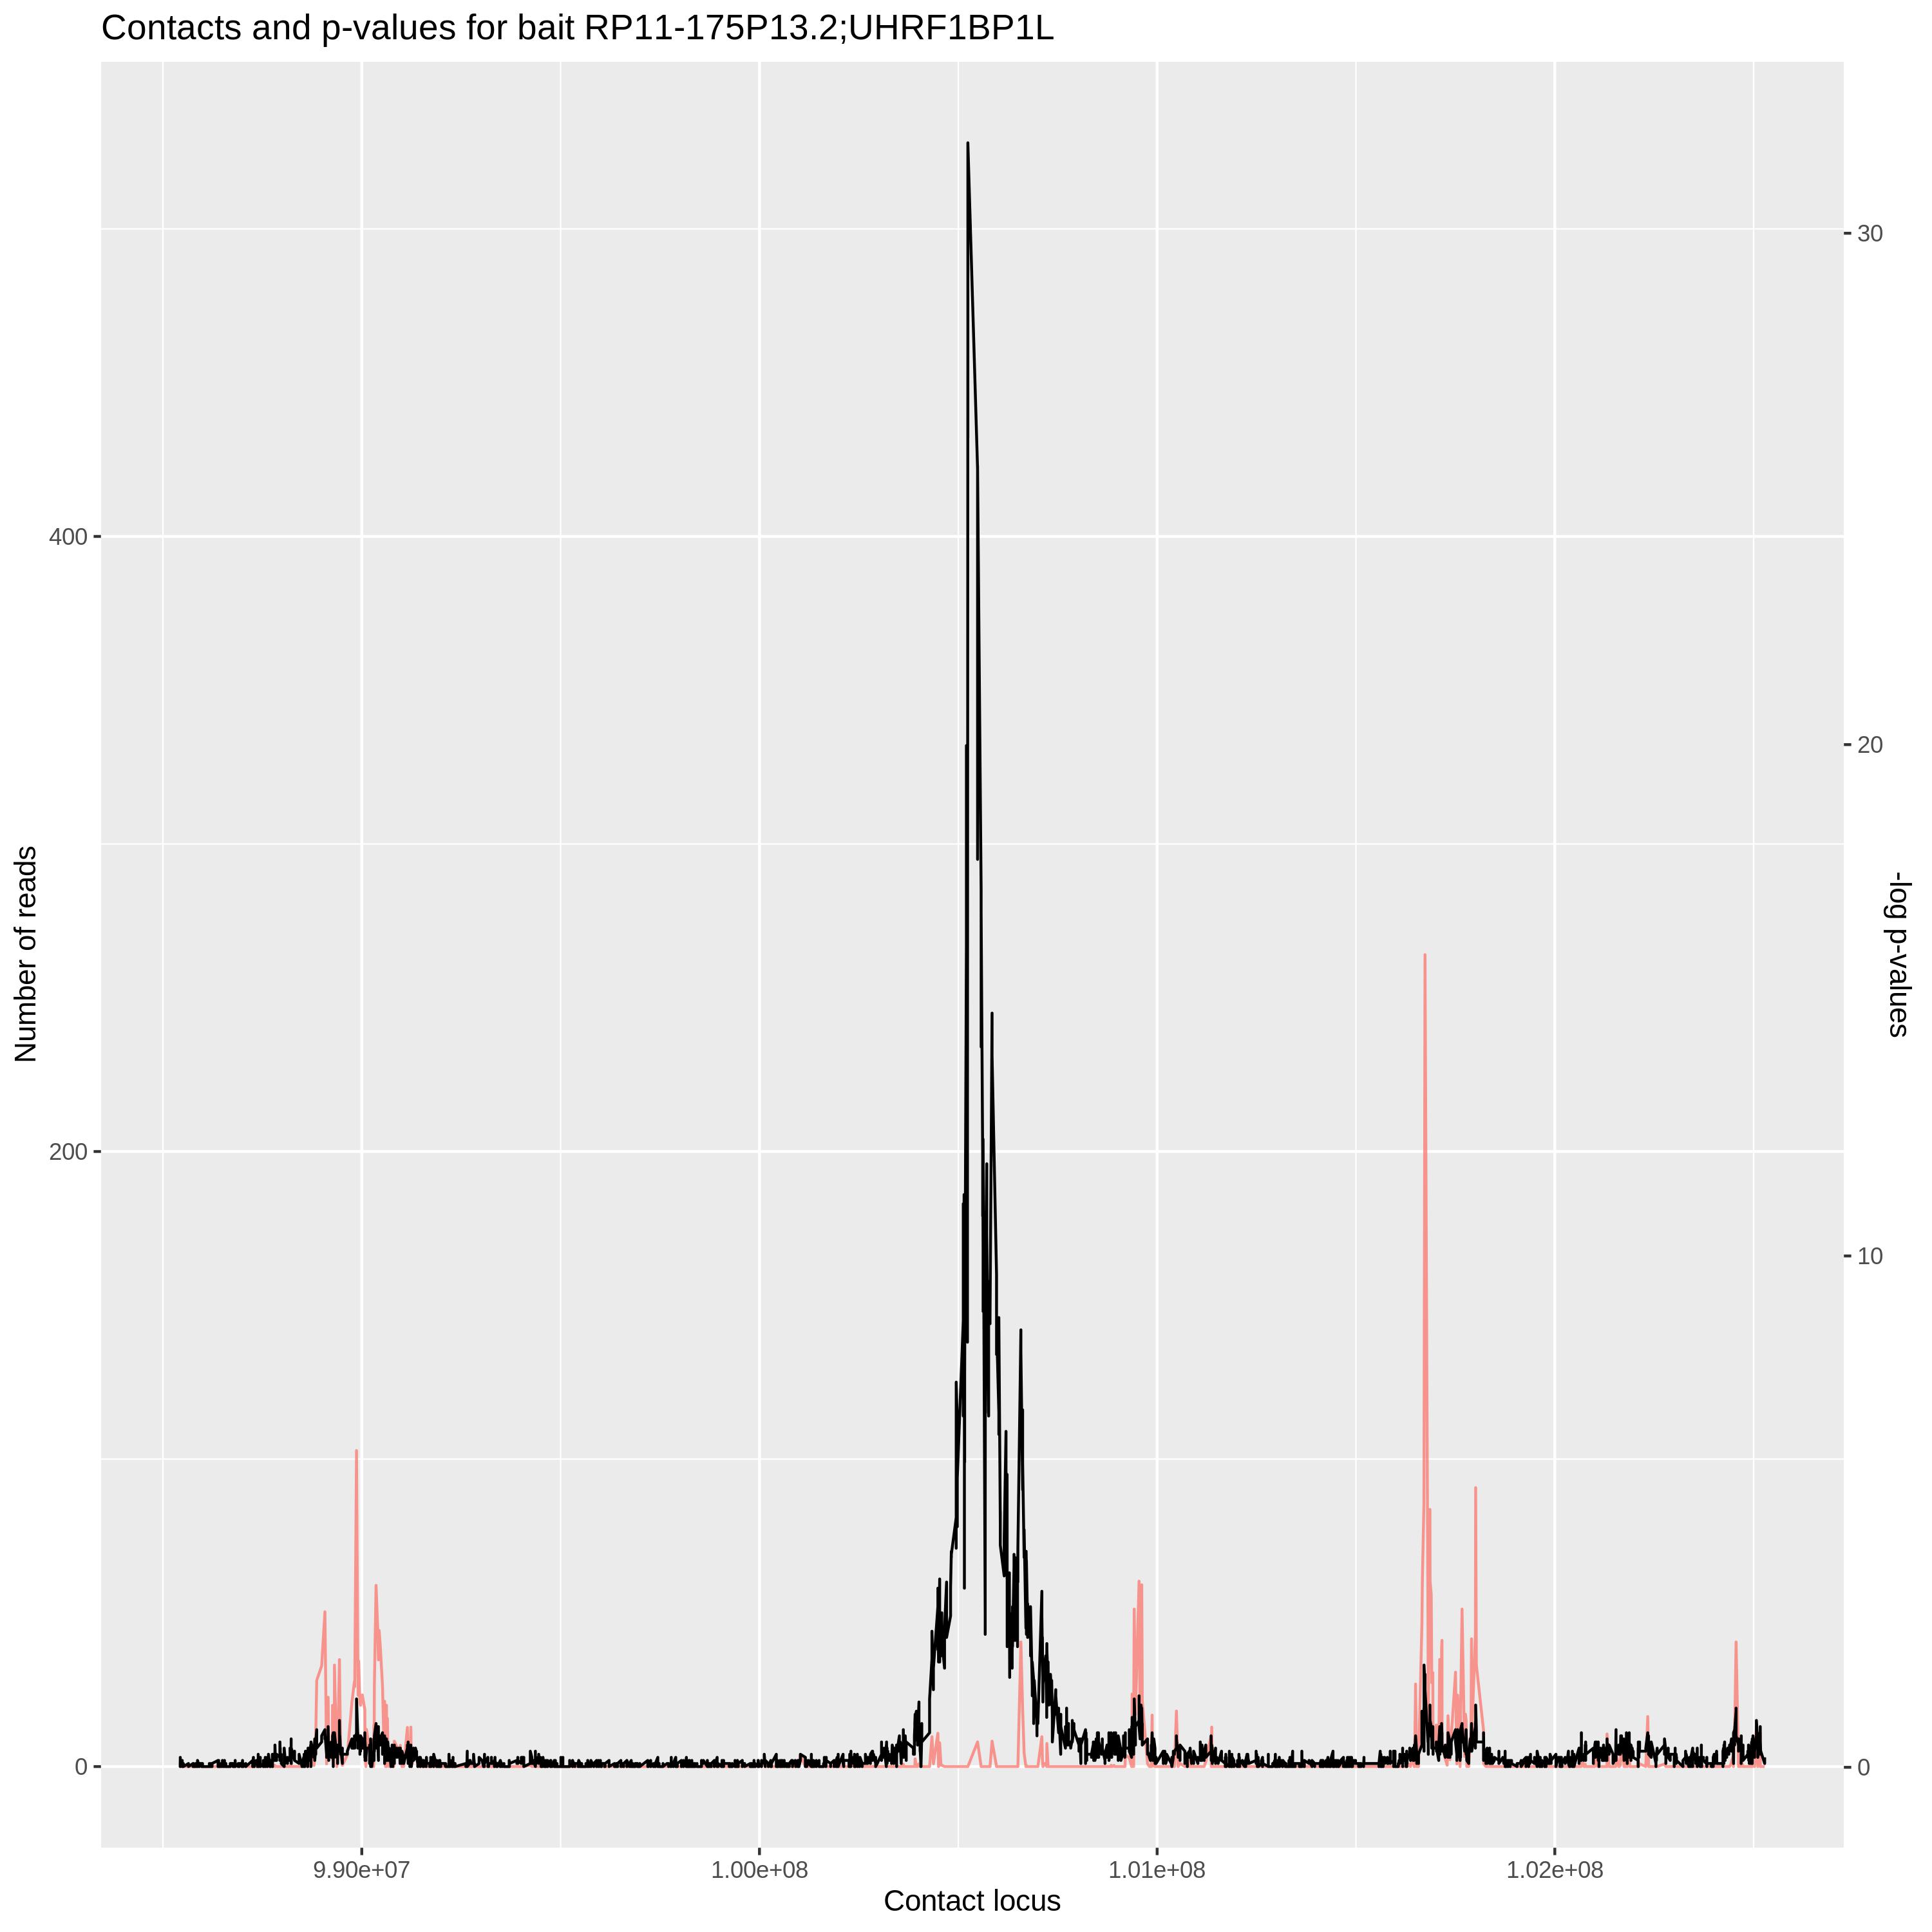 Contacts and p-values for bait RP11-175P13.2;UHRF1BP1L
30
400
20
Number of reads
-log p-values
200
10
0
0
9.90e+07
1.00e+08
1.01e+08
1.02e+08
Contact locus